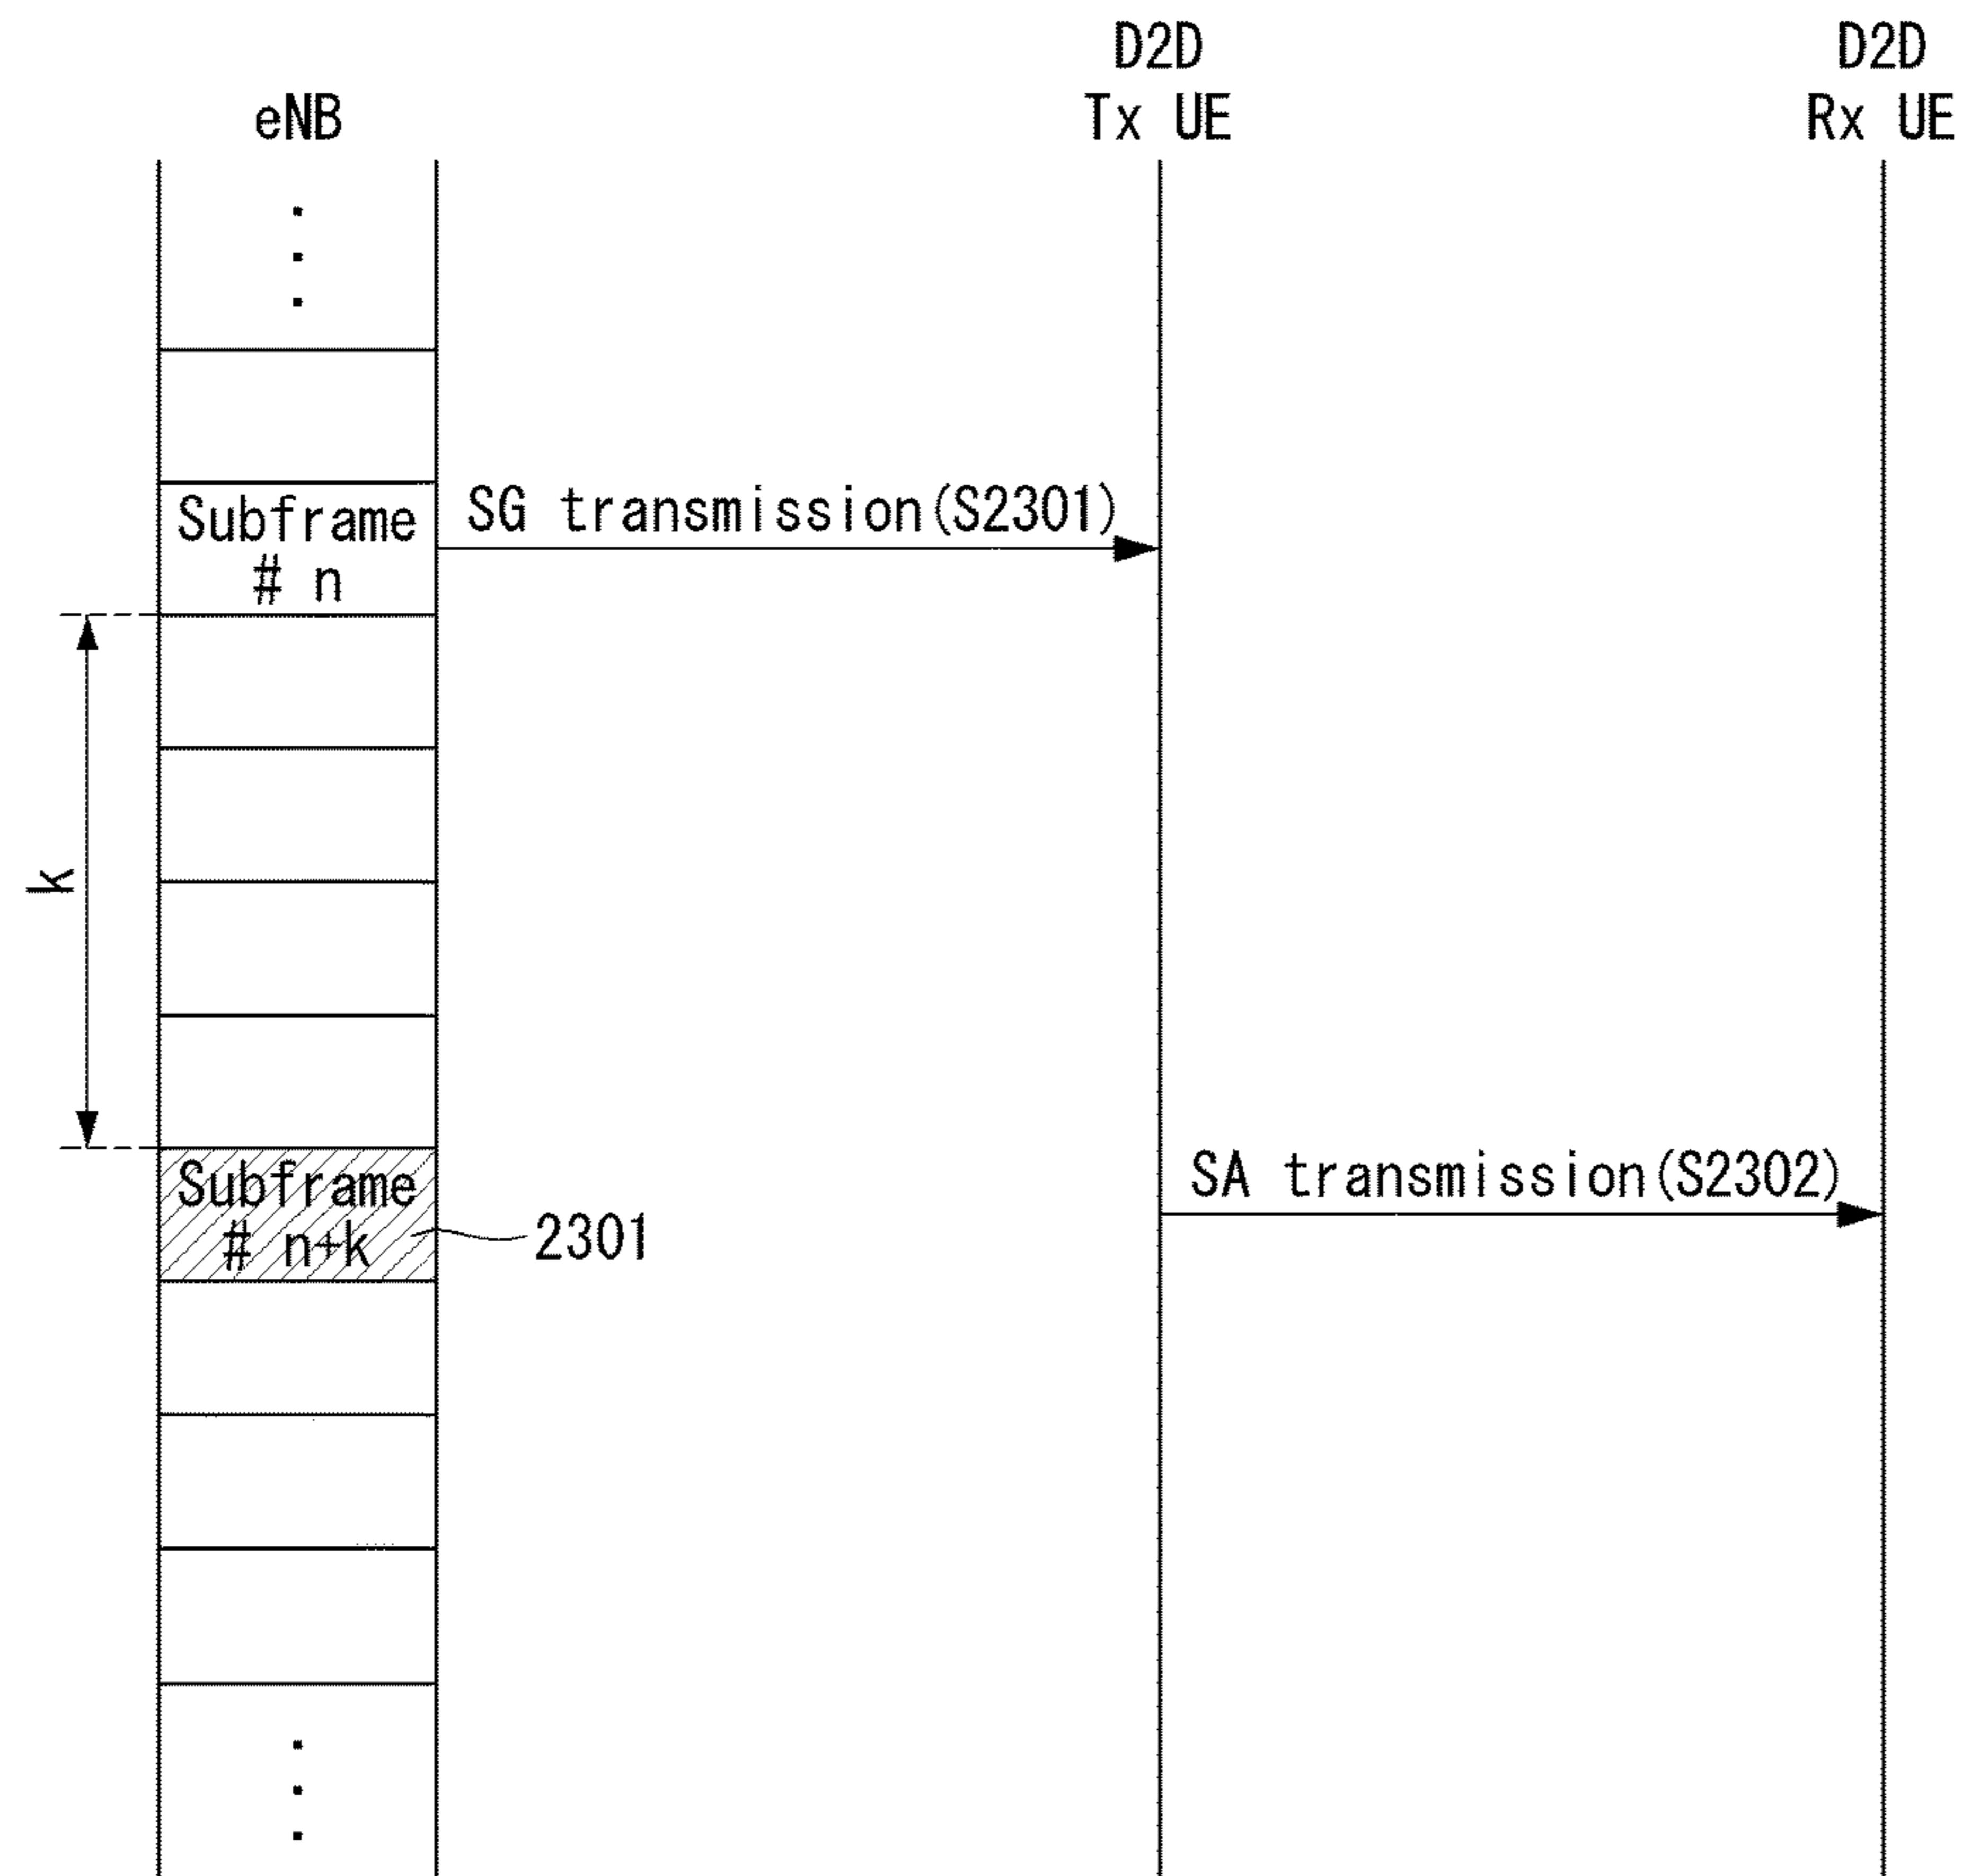 eNB
D2D
Tx UE
D2D
Rx UE
Subframe
# n
SG transmission(S2301)
k
Subframe
# n+k
2301
SA transmission(S2302)